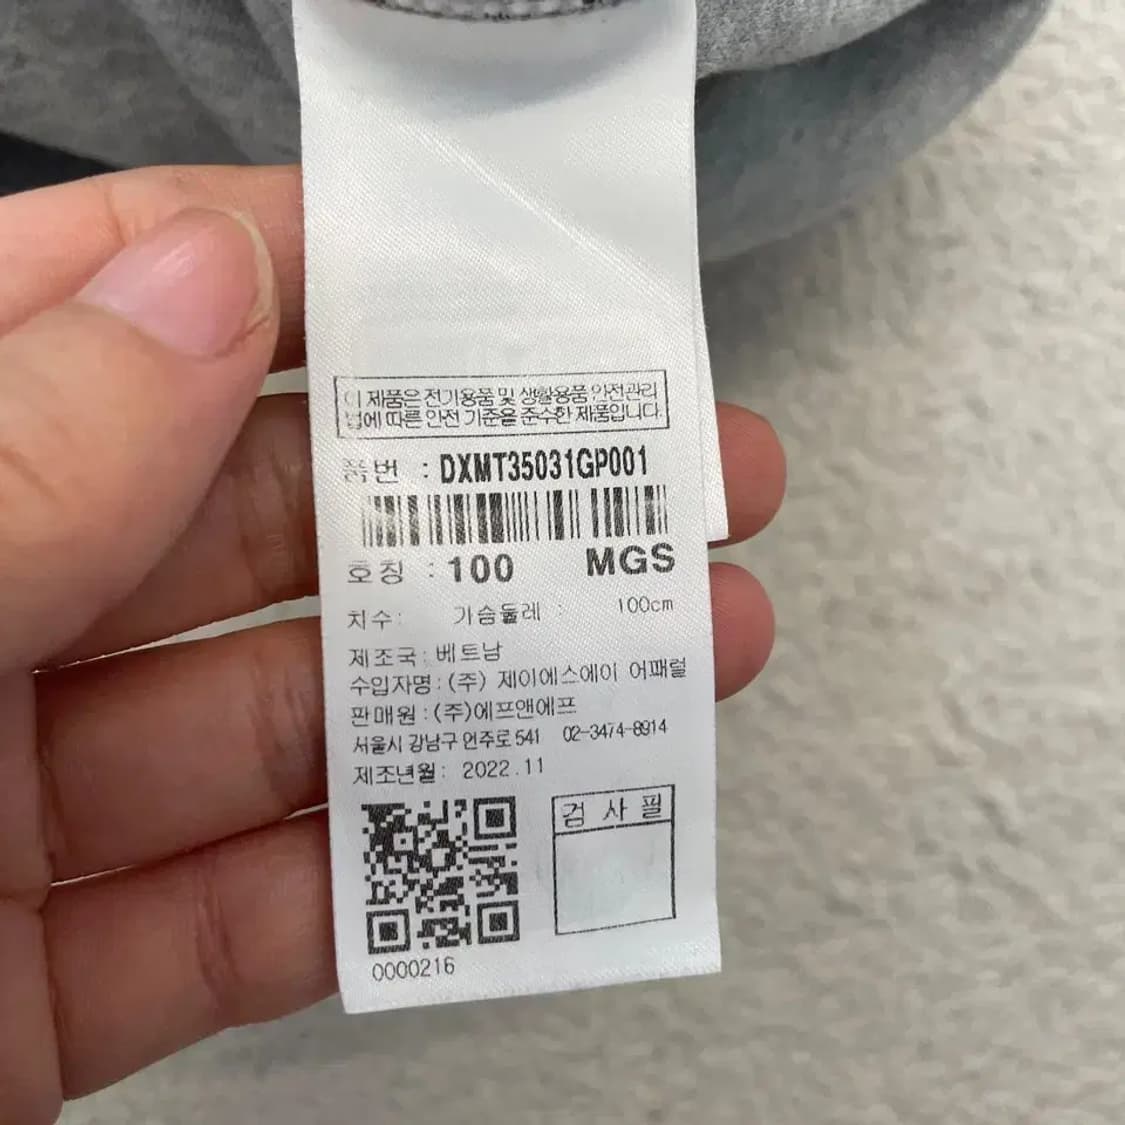 이 제품은 전기용품 및 생활용품 안전관리
법에 따른 안전 기준을 준수한 제품입니다.
품번 : DXMT35031GP001
호칭 : 100 MGS
치수: 가슴둘레 : 100cm
제조국: 베트남
수입자명: (주) 제이에스에이 어패럴
판매원: (주)에프앤에프
서울시 강남구 언주로 541 02-3474-8914
제조년월: 2022.11
검사필
0000216